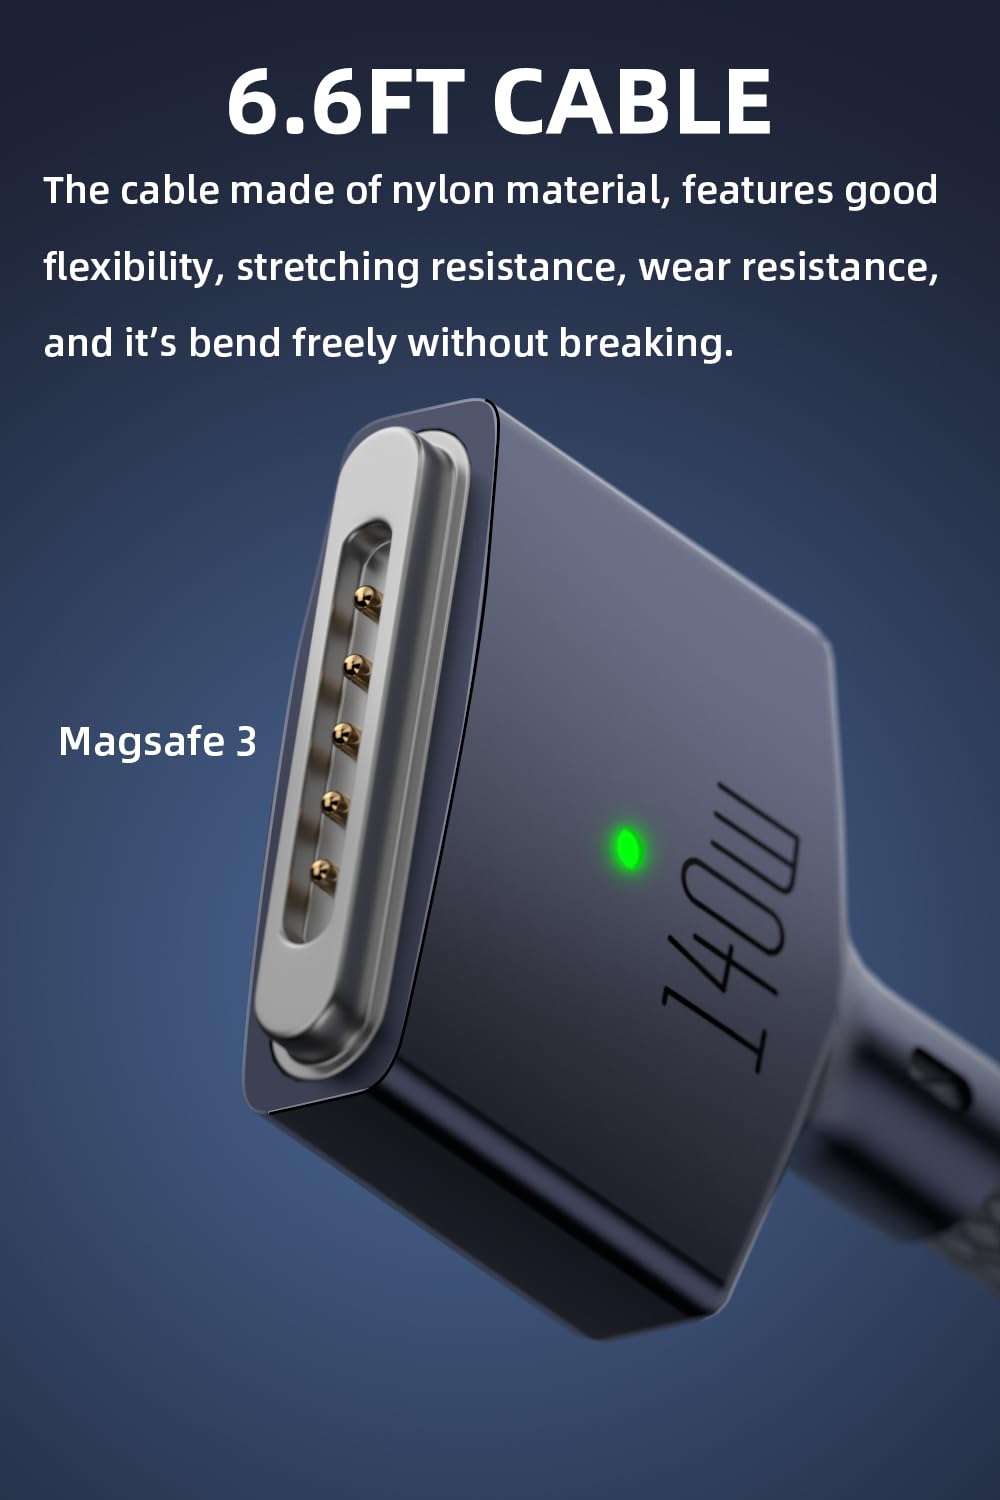 6.6FT CABLE
The cable made of nylon material, features good
flexibility, stretching resistance, wear resistance,
and it’s bend freely without breaking.
Magsafe 3
140W